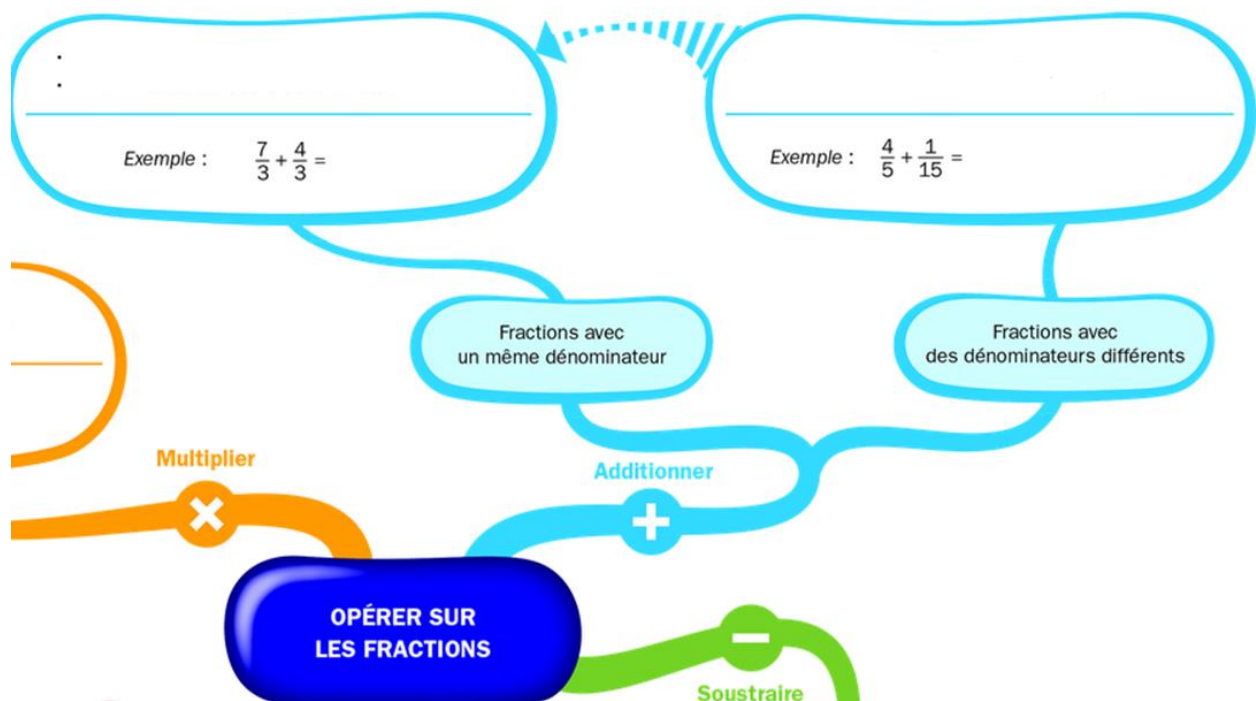 •
•
Exemple : 7/3 + 4/3 =
Exemple : 4/5 + 1/15 =
Fractions avec
un même dénominateur
Fractions avec
des dénominateurs différents
Multiplier
×
Additionner
+
OPÉRER SUR
LES FRACTIONS
−
Soustraire